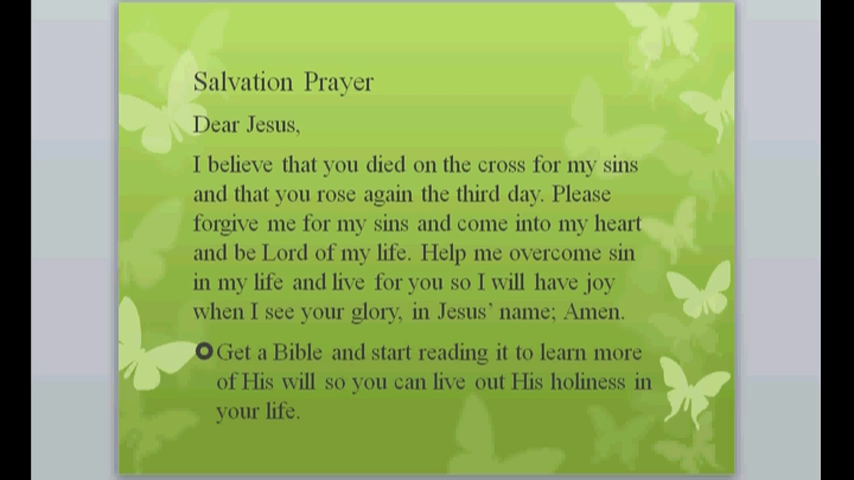 Salvation Prayer
Dear Jesus,
I believe that you died on the cross for my sins
and that you rose again the third day. Please
forgive me for my sins and come into my heart
and be Lord of my life. Help me overcome sin
in my life and live for you so I will have joy
when I see your glory, in Jesus’ name; Amen.
Get a Bible and start reading it to learn more
of His will so you can live out His holiness in
your life.